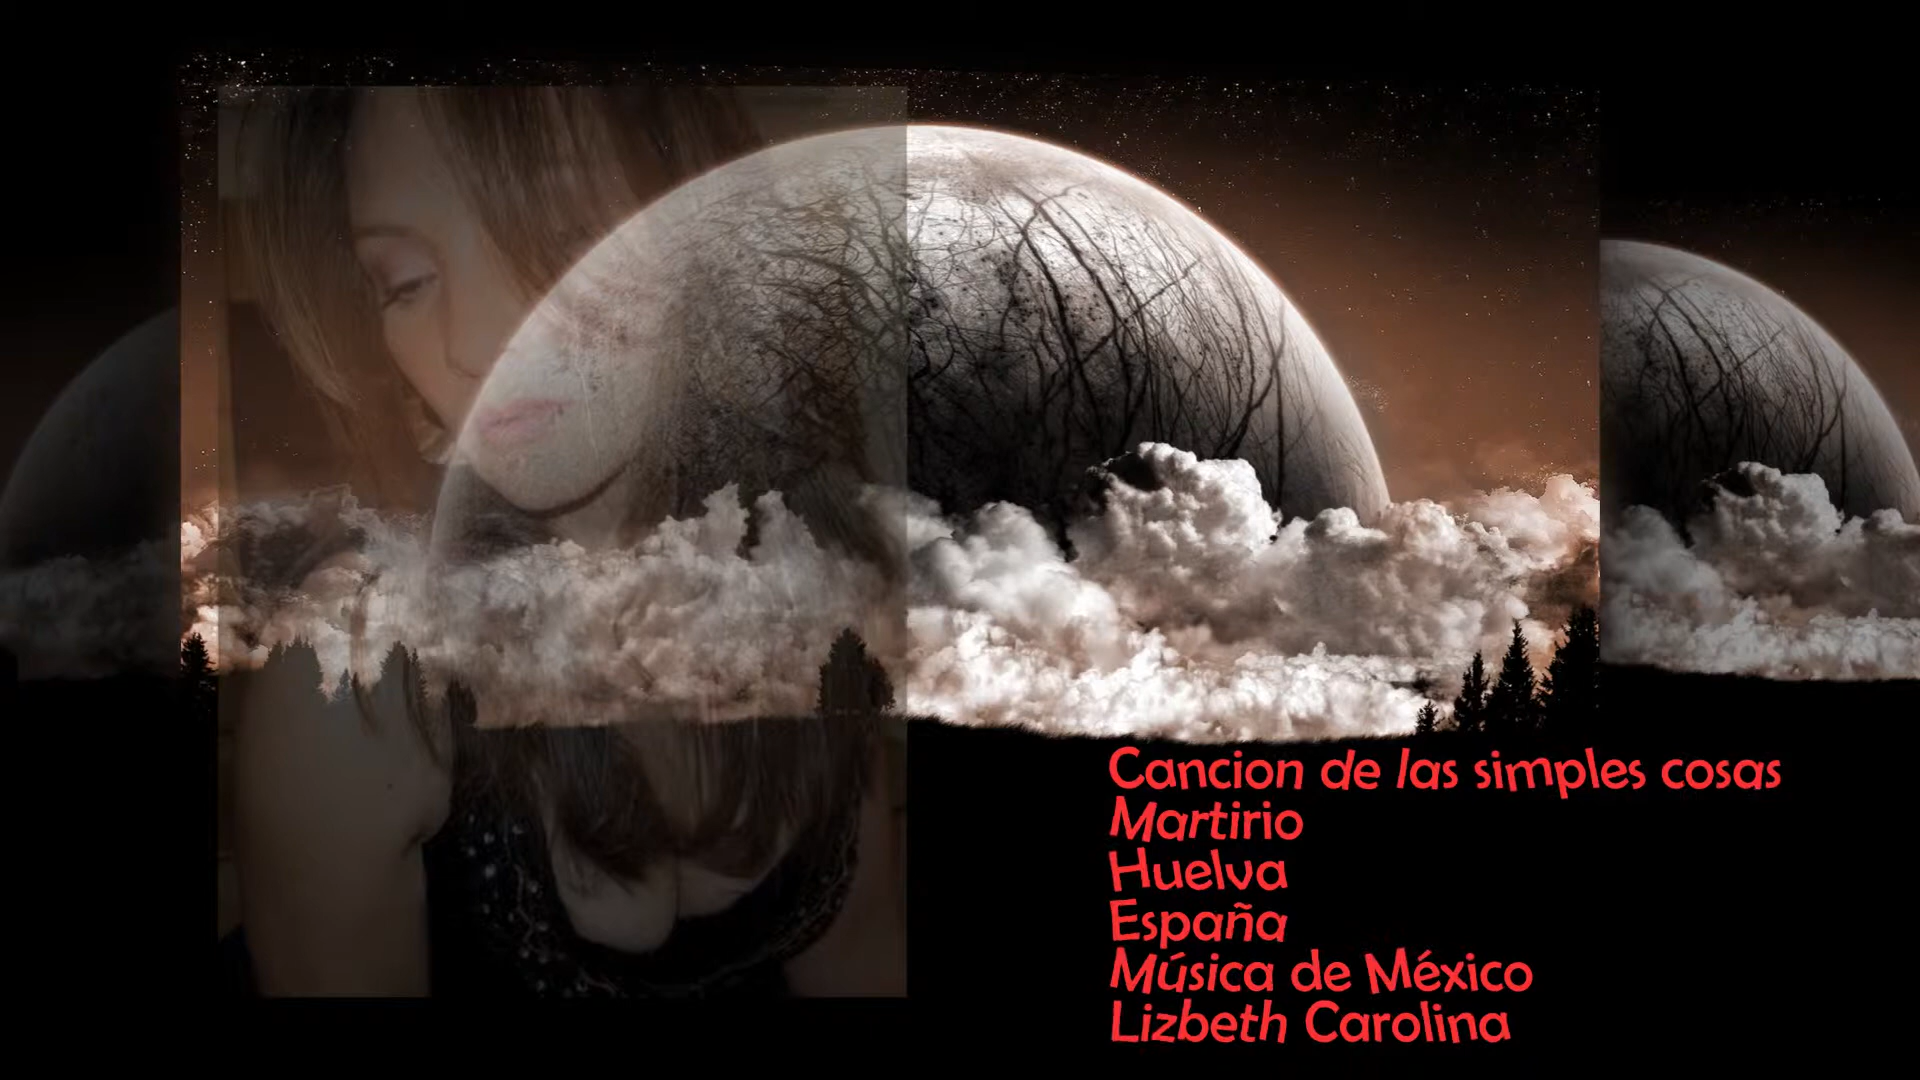 Cancion de las simples cosas
Martirio
Huelva
España
Música de México
Lizbeth Carolina